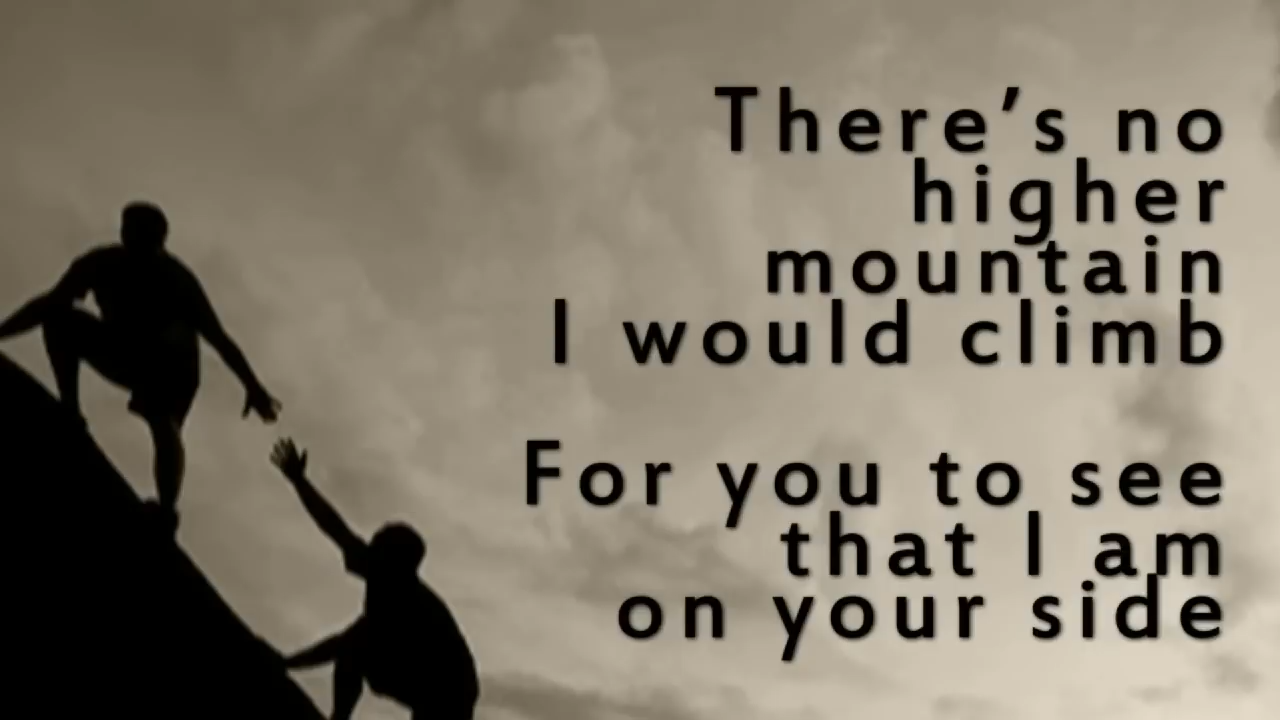 There’s no
higher
mountain
I would climb
For you to see
that I am
on your side